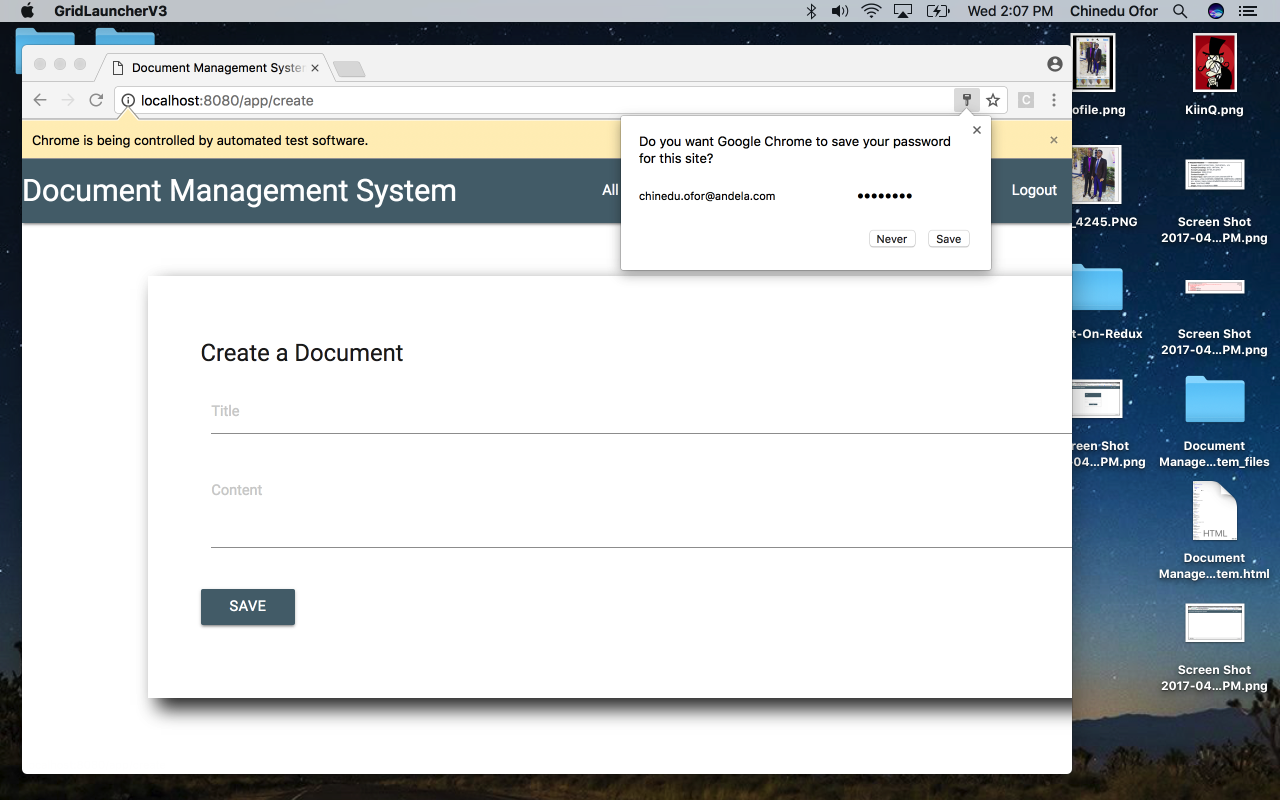 GridLauncherV3
Wed 2:07 PM Chinedu Ofor
Document Management Syster
localhost:8080/app/create
C
Chrome is being controlled by automated test software.
Document Management System
All
Logout
Do you want Google Chrome to save your password
for this site?
chinedu.ofor@andela.com ••••••••
Never Save
Create a Document
Title
Content
SAVE
ofile.png
KiinQ.png
_4245.PNG
Screen Shot
2017-04...PM.png
t-On-Redux
Screen Shot
2017-04...PM.png
reen Shot
04...PM.png
Document
Manage...tem_files
HTML
Document
Manage...tem.html
Screen Shot
2017-04...PM.png